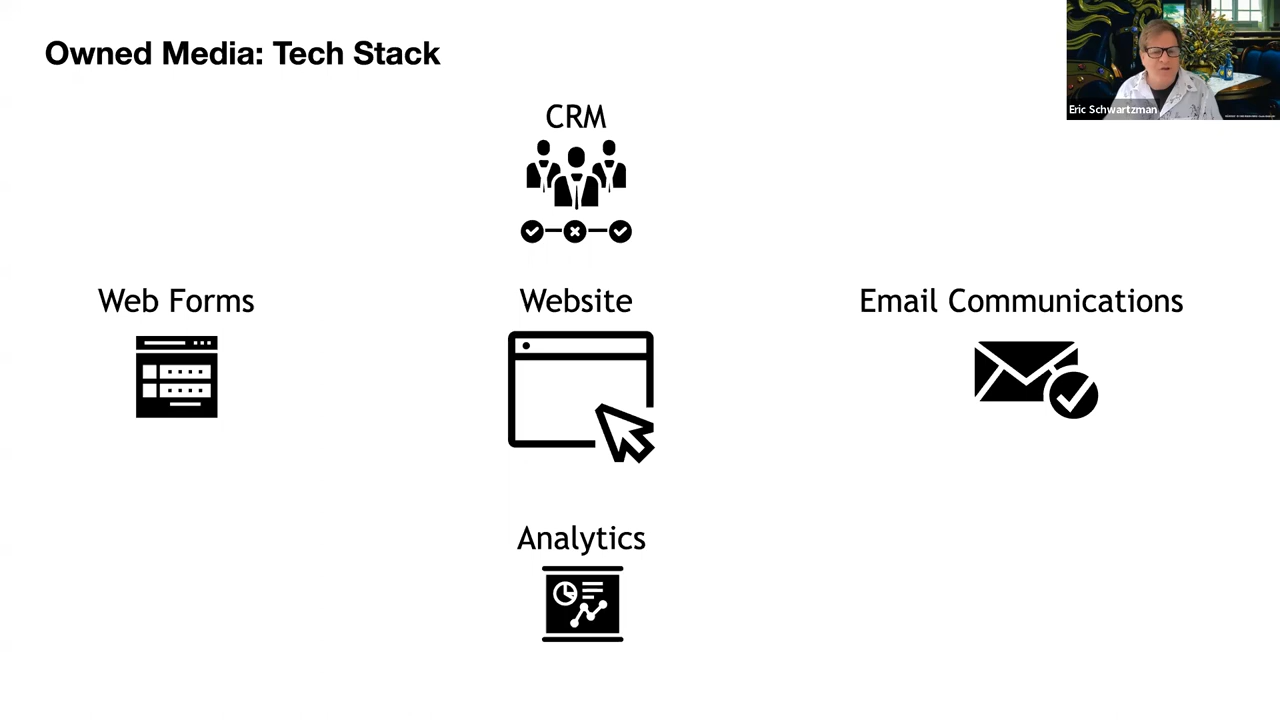 Owned Media: Tech Stack
Eric Schwartzman
CRM
Web Forms
Website
Email Communications
Analytics